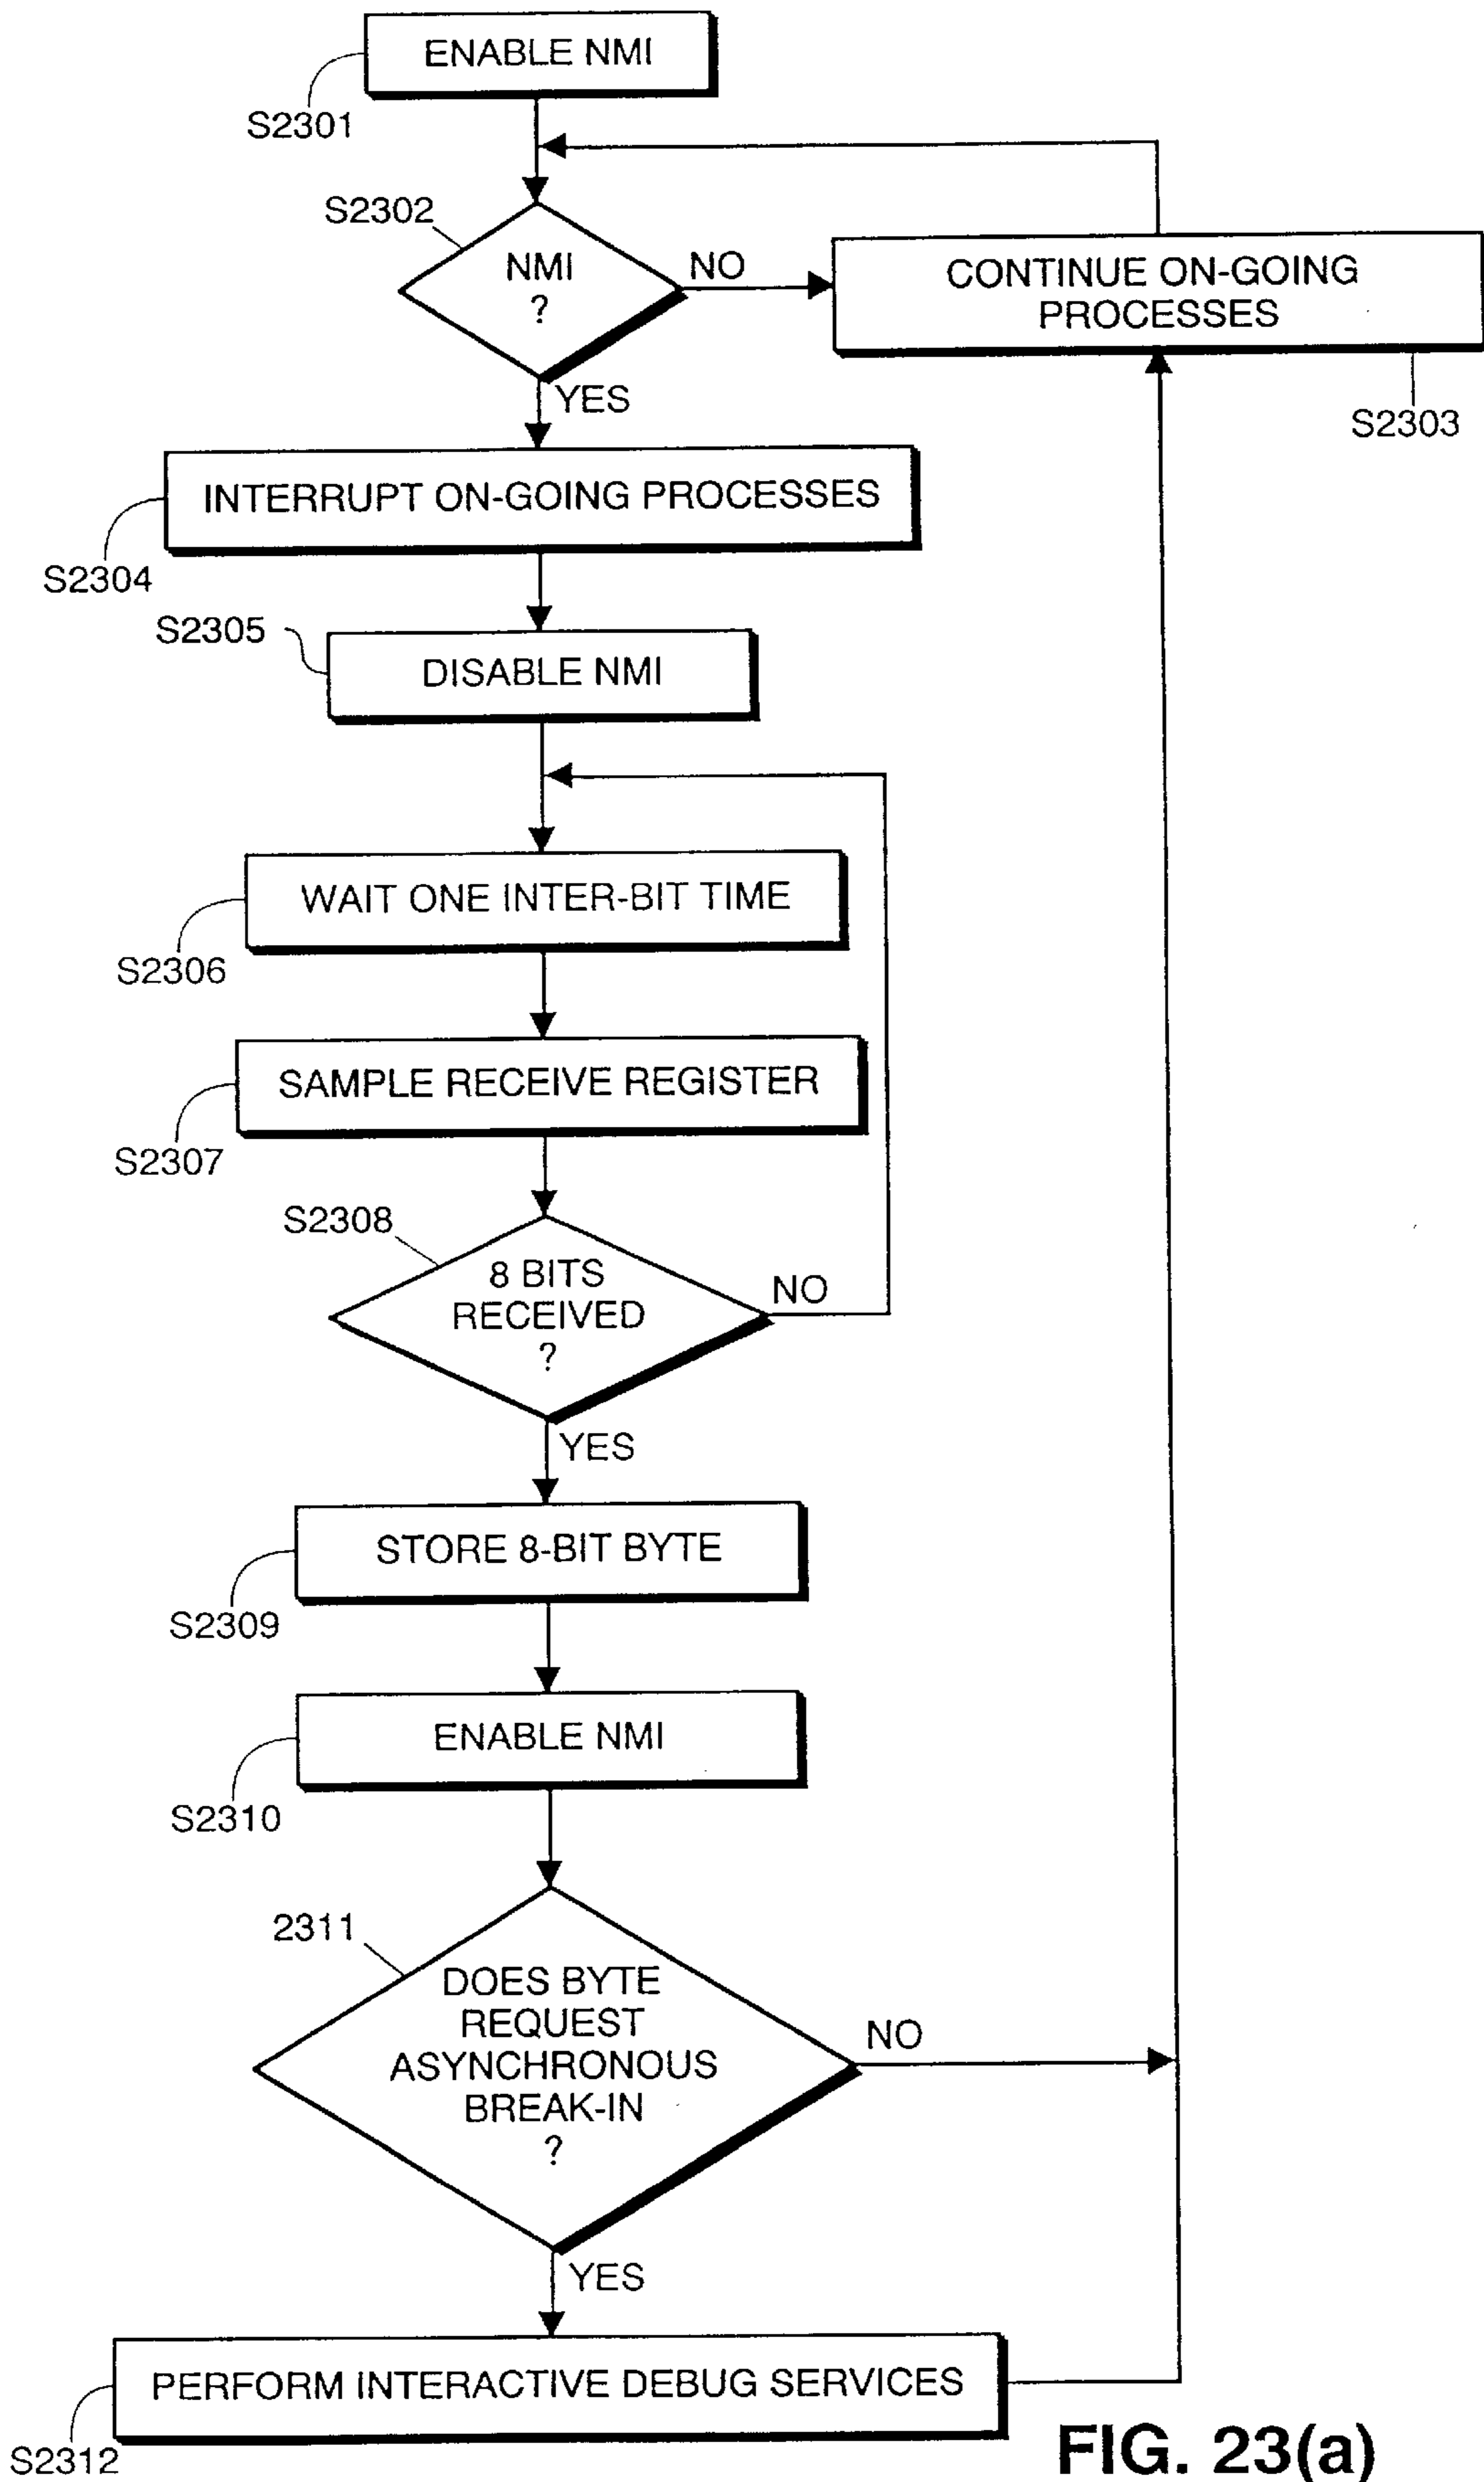 ENABLE NMI
S2301
S2302
NMI
?
NO
CONTINUE ON-GOING
PROCESSES
S2303
YES
INTERRUPT ON-GOING PROCESSES
S2304
S2305
DISABLE NMI
WAIT ONE INTER-BIT TIME
S2306
SAMPLE RECEIVE REGISTER
S2307
S2308
8 BITS
RECEIVED
?
NO
YES
STORE 8-BIT BYTE
S2309
ENABLE NMI
S2310
2311
DOES BYTE
REQUEST
ASYNCHRONOUS
BREAK-IN
?
NO
YES
PERFORM INTERACTIVE DEBUG SERVICES
S2312
FIG. 23(a)